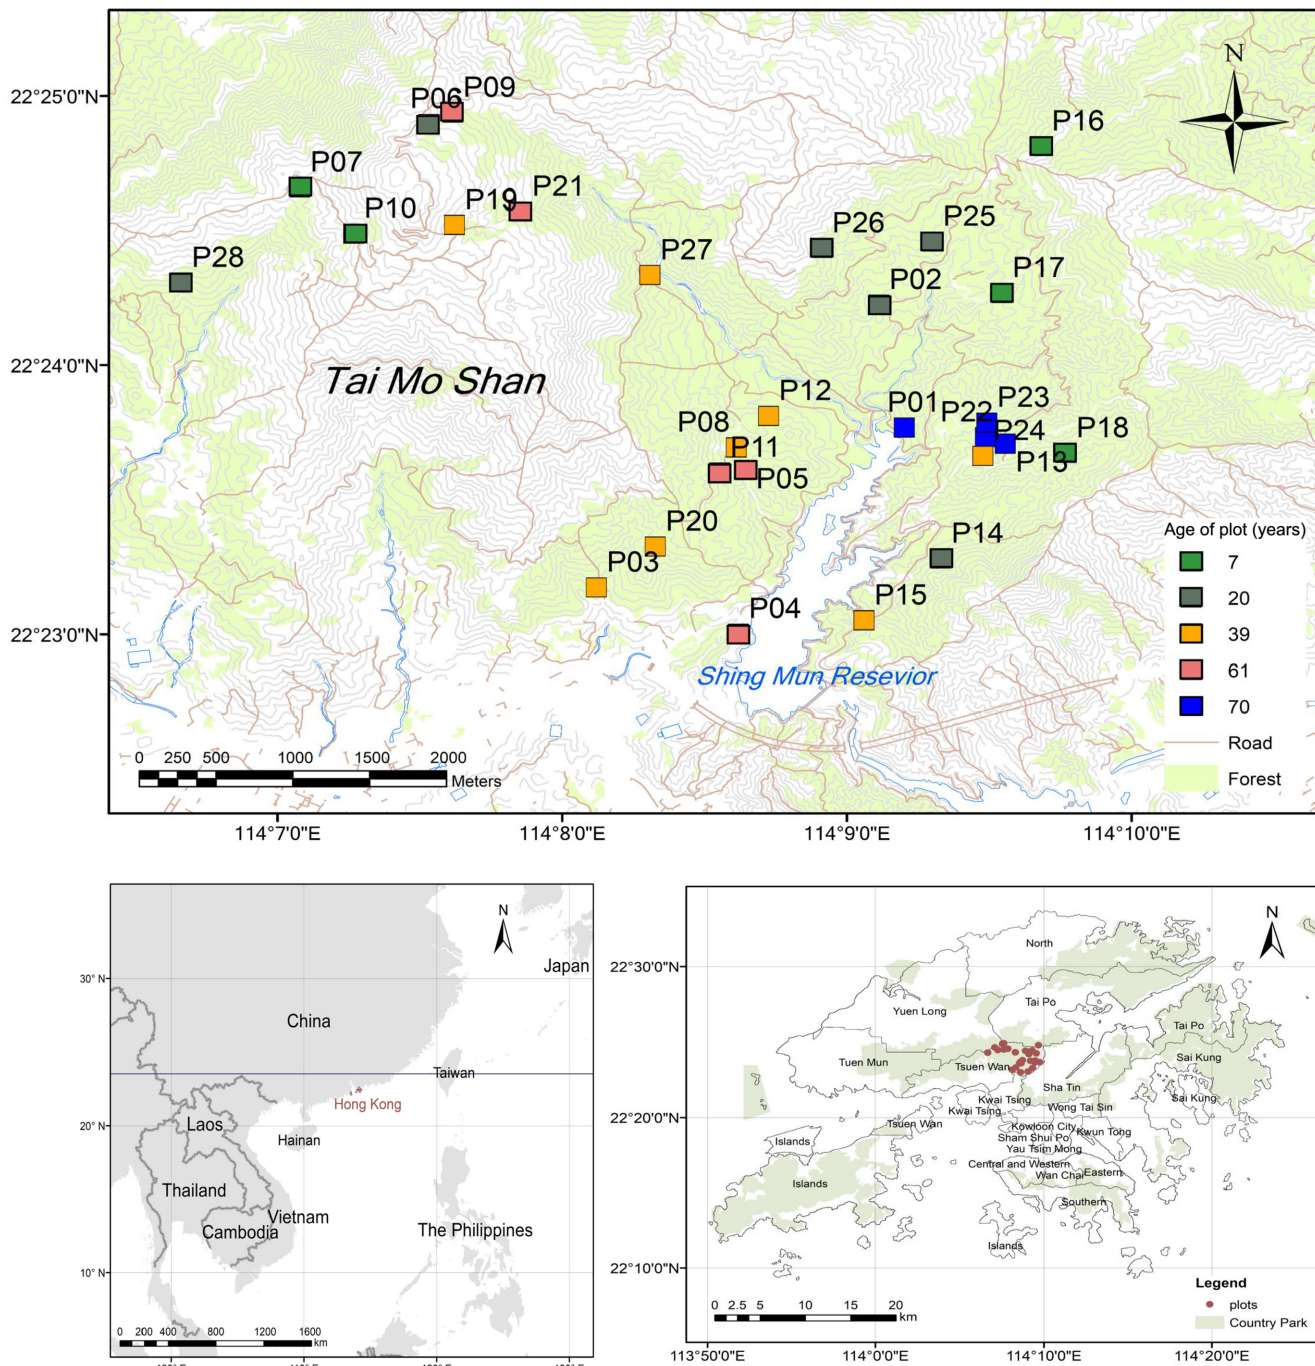 N
22°25'0"N
P06
P09
P16
P07
P10
P19
9
P21
P28
P27
P26
P25
P02
P17
22°24'0"N
Tai Mo Shan
P12
P01
P22
P23
P24
P08
P11
P05
P18
P13
P20
P03
P14
P15
P04
22°23'0"N
Shing Mun Resevior
Age of plot (years)
7
20
39
61
70
Road
Forest
0 250 500 1000 1500 2000
Meters
114°7'0"E 114°8'0"E 114°9'0"E 114°10'0"E
N
Japan
30° N
China
Taiwan
Hong Kong
Laos
20° N
Hainan
Thailand
Vietnam
Cambodia
The Philippines
10° N
0 200 400 800 1200 1600
km
N
22°30'0"N
North
Tai Po
Yuen Long
Tai Po
Tuen Mun
Tsuen Wan
Sai Kung
Sha Tin
Kwai Tsing
Sai Kung
Kwai Tsing
Wong Tai Sin
22°20'0"N
Tsuen Wan
Kowloon City
Kwun Tong
Sham Shui Po
Islands
Yau Tsim Mong
Central and Western
Wan Chai
Eastern
Islands
Southern
Islands
22°10'0"N
Legend
plots
Country Park
0 2.5 5 10 15 20
km
113°50'0"E 114°0'0"E 114°10'0"E 114°20'0"E